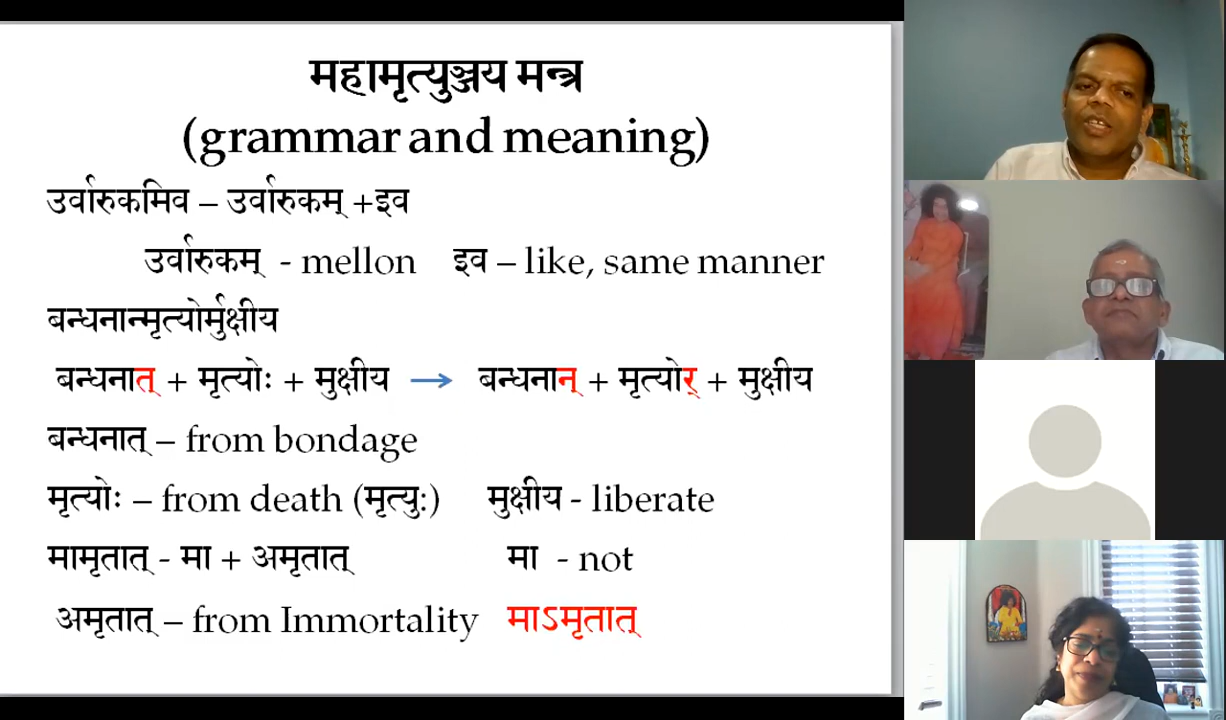 महामृत्युञ्जय मन्त्र
(grammar and meaning)
उर्वारुकमिव – उर्वारुकम् +इव
उर्वारुकम् - mellon इव – like, same manner
बन्धनान्मृत्योर्मुक्षीय
बन्धनात् + मृत्योः + मुक्षीय → बन्धनान् + मृत्योर् + मुक्षीय
बन्धनात् – from bondage
मृत्योः – from death (मृत्यु:) मुक्षीय - liberate
मामृतात् - मा + अमृतात् मा - not
अमृतात् – from Immortality माऽमृतात्